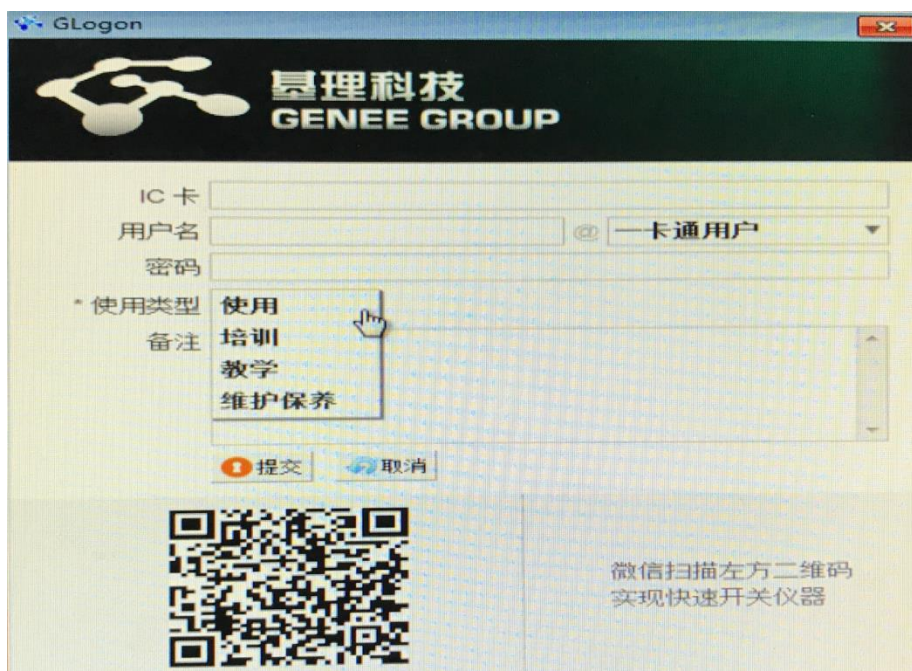 GLogon
基理科技
GENEE GROUP
IC 卡
用户名 @ 一卡通用户
密码
* 使用类型 使用
培训
教学
维护保养
备注
提交 取消
微信扫描左方二维码
实现快速开关仪器